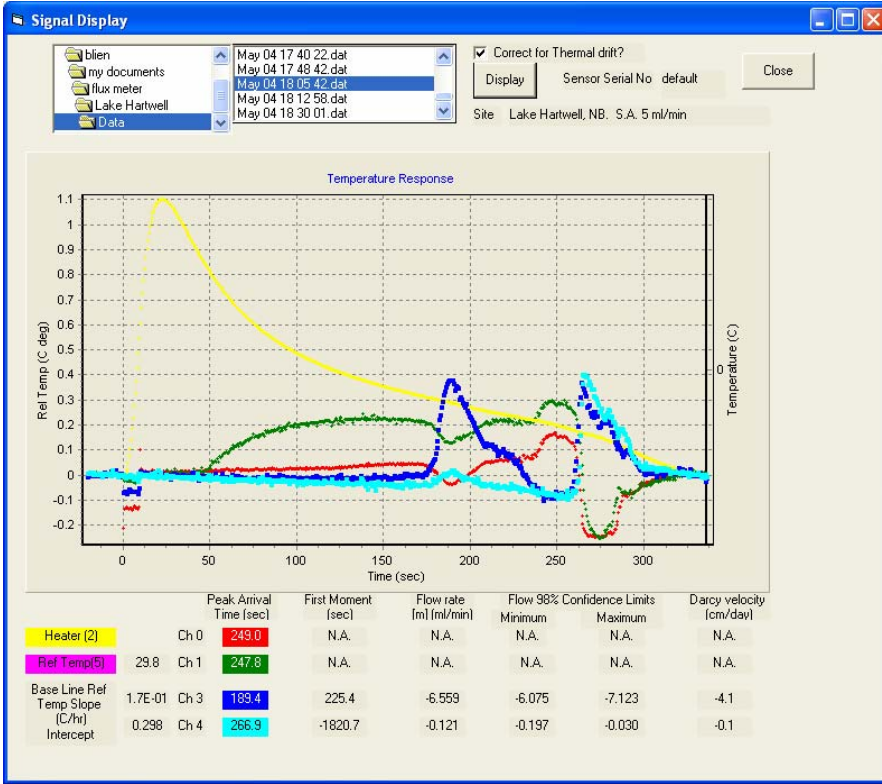 Signal Display
blien
my documents
flux meter
Lake Hartwell
Data
May 04 17 40 22.dat
May 04 17 48 42.dat
May 04 18 05 42.dat
May 04 18 12 58.dat
May 04 18 30 01.dat
Correct for Thermal drift?
Display Sensor Serial No default
Close
Site Lake Hartwell, NB. S.A. 5 ml/min
Temperature Response
1.1
1
0.9
0.8
0.7
0.6
0.5
0.4
0.3
0.2
0.1
0
-0.1
-0.2
Rel Temp (C deg)
0
Temperature (C)
0 50 100 150 200 250 300
Time (sec)
Peak Arrival First Moment Flow rate Flow 98% Confidence Limits Darcy velocity
Time (sec) (sec) [m] (ml/min) Minimum Maximum (cm/day)
Heater (2) Ch 0 249.0 N.A. N.A. N.A. N.A. N.A.
Ref Temp(5) 29.8 Ch 1 247.8 N.A. N.A. N.A. N.A. N.A.
Base Line Ref
Temp Slope 1.7E-01 Ch 3 189.4 225.4 -6.559 -6.075 -7.123 -4.1
(C/hr)
Intercept 0.298 Ch 4 266.9 -1820.7 -0.121 -0.197 -0.030 -0.1